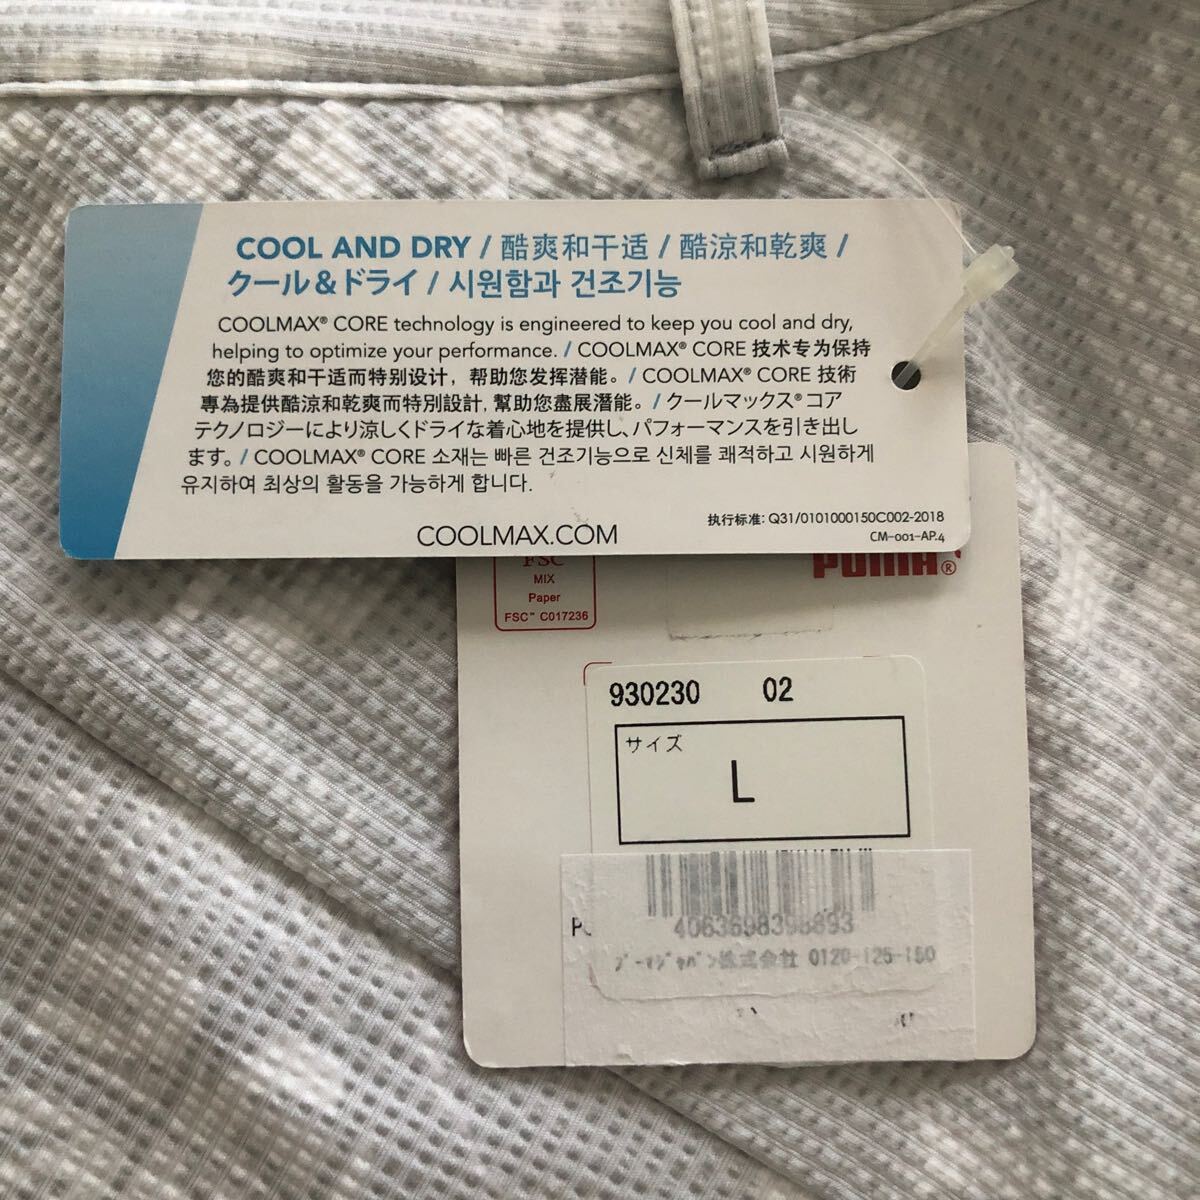 COOL AND DRY / 酷爽和干适 / 酷涼和乾爽 /
クール&ドライ / 시원함과 건조기능
COOLMAX® CORE technology is engineered to keep you cool and dry,
helping to optimize your performance. / COOLMAX® CORE 技术专为保持
您的酷爽和干适而特别设计，帮助您发挥潜能。/ COOLMAX® CORE 技術
專為提供酷涼和乾爽而特別設計, 幫助您盡展潛能。/ クールマックス® コア
テクノロジーにより涼しくドライな着心地を提供し、パフォーマンスを引き出し
ます。/ COOLMAX® CORE 소재는 빠른 건조기능으로 신체를 쾌적하고 시원하게
유지하여 최상의 활동을 가능하게 합니다.
COOLMAX.COM
执行标准: Q31/0101000150C002-2018
CM-001-AP.4
FSC
MIX
Paper
FSC™ C017236
PUMA®
930230 02
サイズ
L
4063698398893
プーマジャパン株式会社 0120-125-150